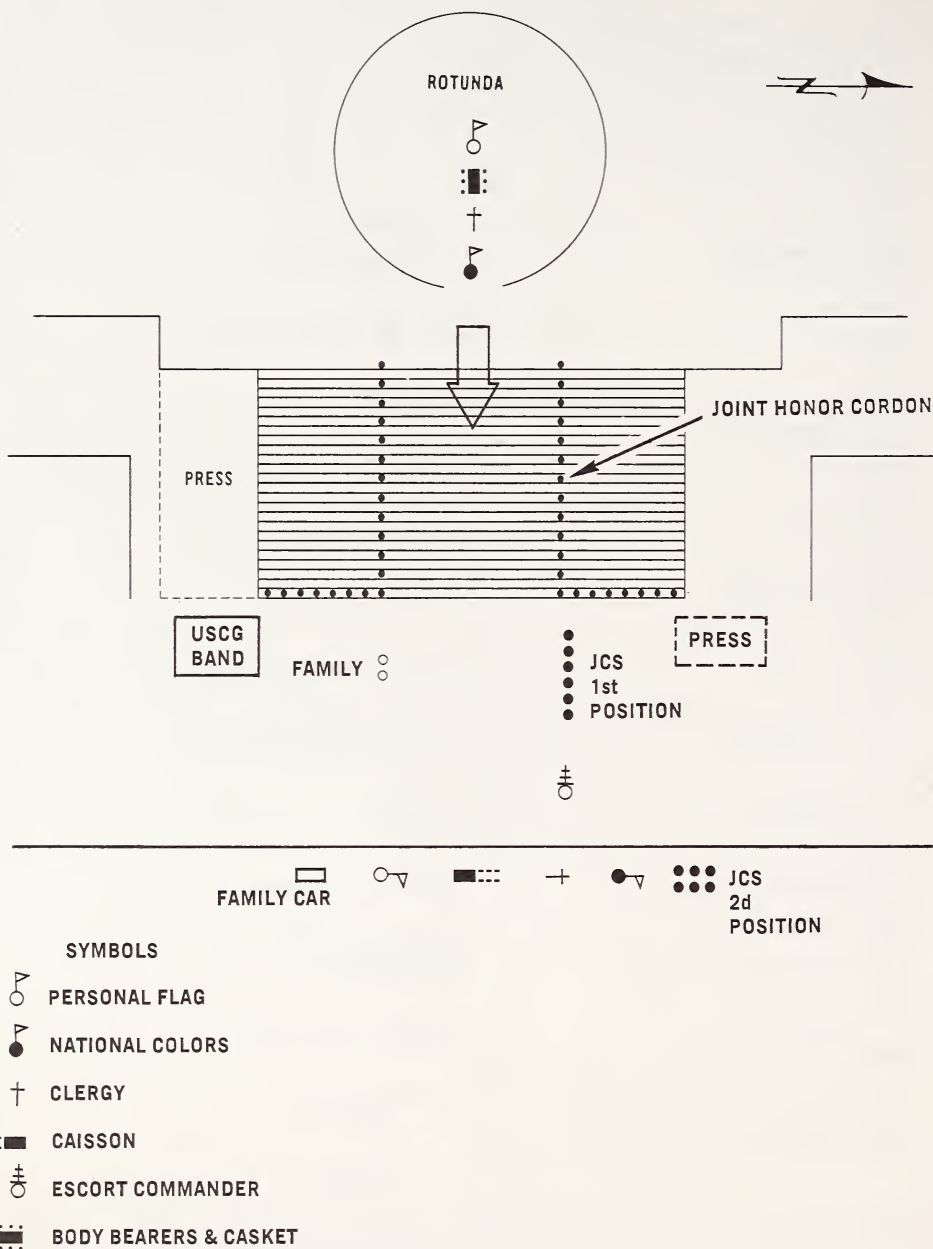 ROTUNDA
JOINT HONOR CORDON
PRESS
USCG
BAND
FAMILY
JCS
1st
POSITION
PRESS
FAMILY CAR
JCS
2d
POSITION
SYMBOLS
PERSONAL FLAG
NATIONAL COLORS
CLERGY
CAISSON
ESCORT COMMANDER
BODY BEARERS & CASKET